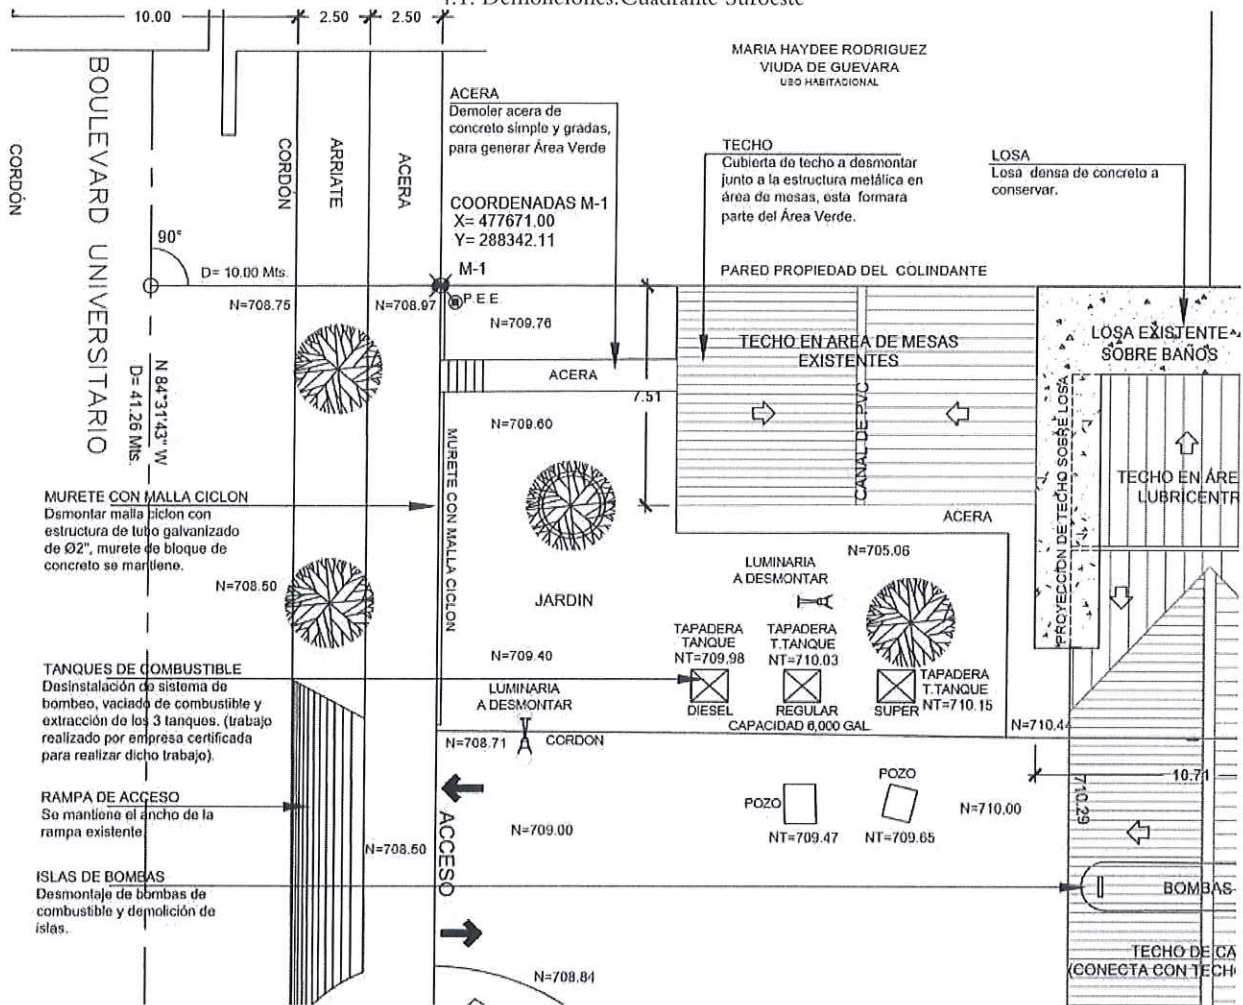 4.1. Demoliciones.Cuadrante Suroeste
10.00
2.50
2.50
MARIA HAYDEE RODRIGUEZ
VIUDA DE GUEVARA
USO HABITACIONAL
BOULEVARD UNIVERSITARIO
CORDÓN
CORDÓN
ARRIATE
ACERA
ACERA
Demoler acera de
concreto simple y gradas,
para generar Área Verde
TECHO
Cubierta de techo a desmontar
junto a la estructura metálica en
área de mesas, esta formara
parte del Área Verde.
LOSA
Losa densa de concreto a
conservar.
COORDENADAS M-1
X= 477671.00
Y= 288342.11
90°
D= 10.00 Mts.
M-1
PARED PROPIEDAD DEL COLINDANTE
N=708.75
N=708.97
P.E.E.
N=709.76
TECHO EN AREA DE MESAS
EXISTENTES
LOSA EXISTENTE
SOBRE BAÑOS
ACERA
7.51
N 84°31'43" W
D= 41.26 Mts.
N=709.60
CANAL DE PVC
PROYECCION DE TECHO SOBRE LOSA
TECHO EN ÁRE
LUBRICENTR
MURETE CON MALLA CICLON
MURETE CON MALLA CICLON
Dsmontar malla ciclon con
estructura de tubo galvanizado
de Ø2", murete de bloque de
concreto se mantiene.
ACERA
N=705.06
N=708.50
LUMINARIA
A DESMONTAR
JARDIN
TAPADERA
TANQUE
NT=709.98
TAPADERA
T.TANQUE
NT=710.03
N=709.40
TANQUES DE COMBUSTIBLE
Desinstalación de sistema de
bombeo, vaciado de combustible y
extracción de los 3 tanques. (trabajo
realizado por empresa certificada
para realizar dicho trabajo).
LUMINARIA
A DESMONTAR
TAPADERA
T.TANQUE
NT=710.15
DIESEL
REGULAR
SUPER
CAPACIDAD 6,000 GAL.
N=710.44
N=708.71
CORDON
10.71
710.29
RAMPA DE ACCESO
Se mantiene el ancho de la
rampa existente
POZO
POZO
N=710.00
NT=709.47
NT=709.65
ACCESO
N=709.00
N=708.50
ISLAS DE BOMBAS
Desmontaje de bombas de
combustible y demolición de
islas.
BOMBAS
N=708.84
TECHO DE CA
(CONECTA CON TECH